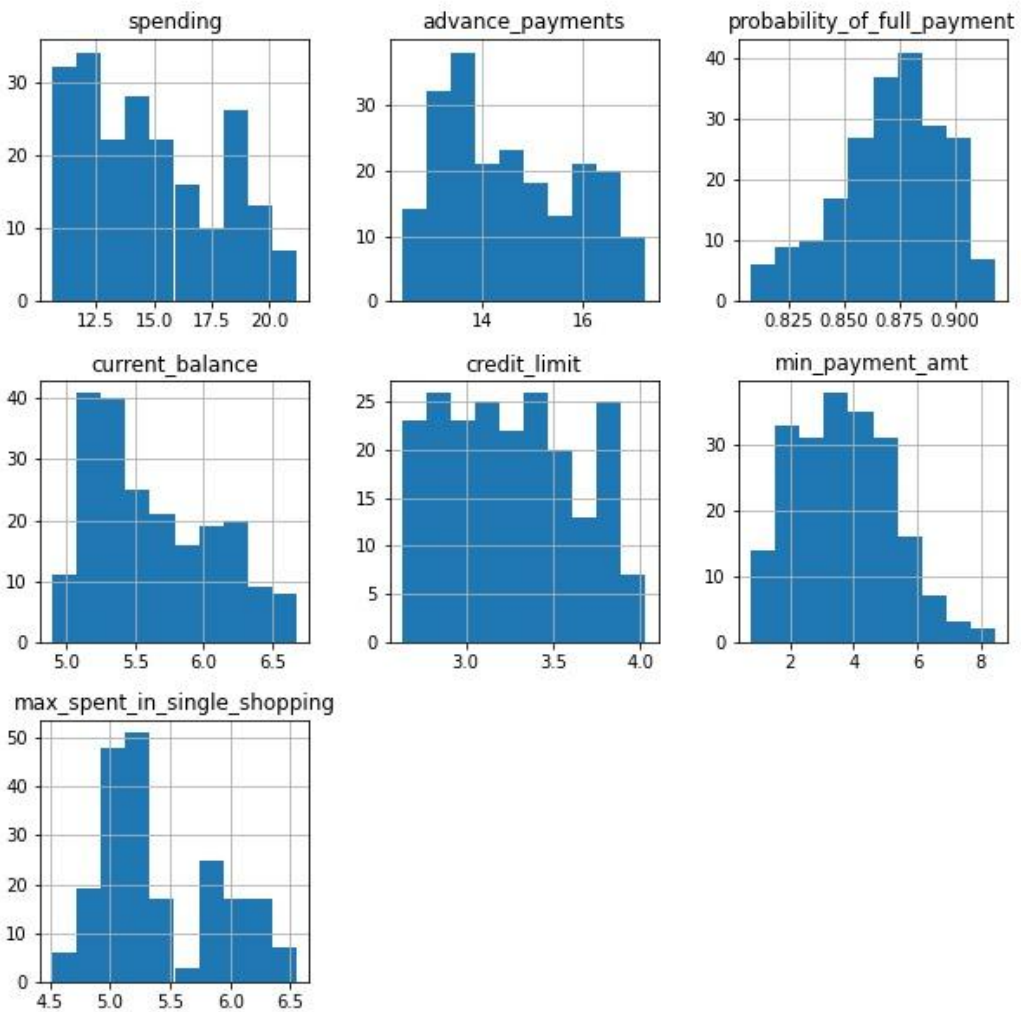 spending
30
20
10
0
12.5 15.0 17.5 20.0
advance_payments
30
20
10
0
14 16
probability_of_full_payment
40
30
20
10
0
0.825 0.850 0.875 0.900
current_balance
40
30
20
10
0
5.0 5.5 6.0 6.5
credit_limit
25
20
15
10
5
0
3.0 3.5 4.0
min_payment_amt
30
20
10
0
2 4 6 8
max_spent_in_single_shopping
50
40
30
20
10
0
4.5 5.0 5.5 6.0 6.5